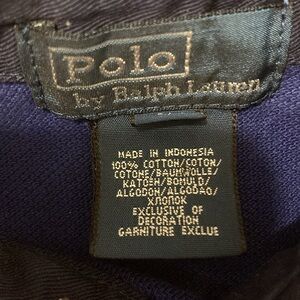 Polo
by Ralph Lauren
MADE IN INDONESIA
100% COTTON/COTON/
COTONE/BAUMWOLLE/
KATOEN/BOMULD/
ALGODON/ALGODAO/
ХЛОПОК
EXCLUSIVE OF
DECORATION
GARNITURE EXCLUE